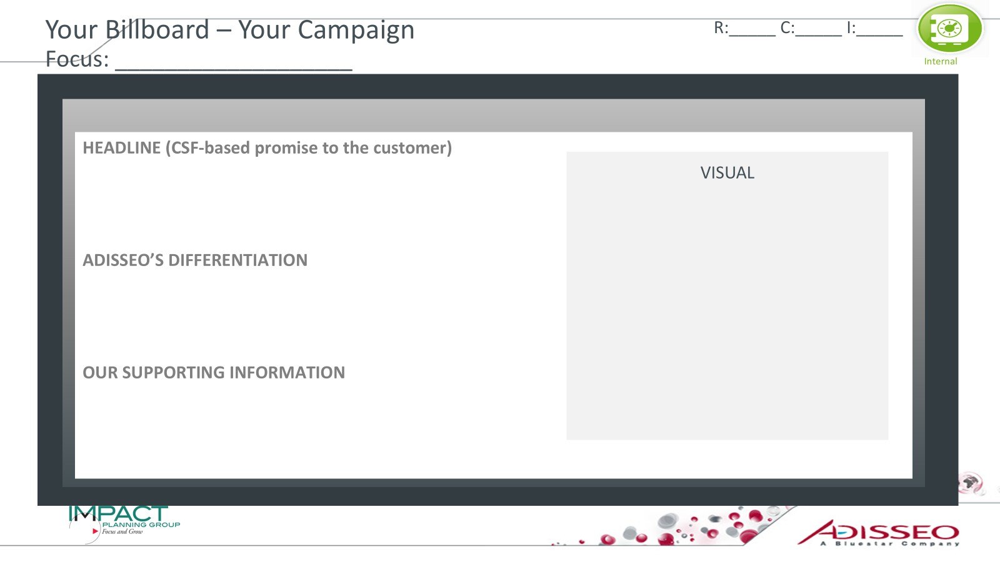 Your Billboard – Your Campaign
Focus: ___________________
R:_____ C:_____ I:_____
Internal
HEADLINE (CSF-based promise to the customer)
VISUAL
ADISSEO’S DIFFERENTIATION
OUR SUPPORTING INFORMATION
IMPACT
PLANNING GROUP
Focus and Grow
ADISSEO
A Bluestar Company